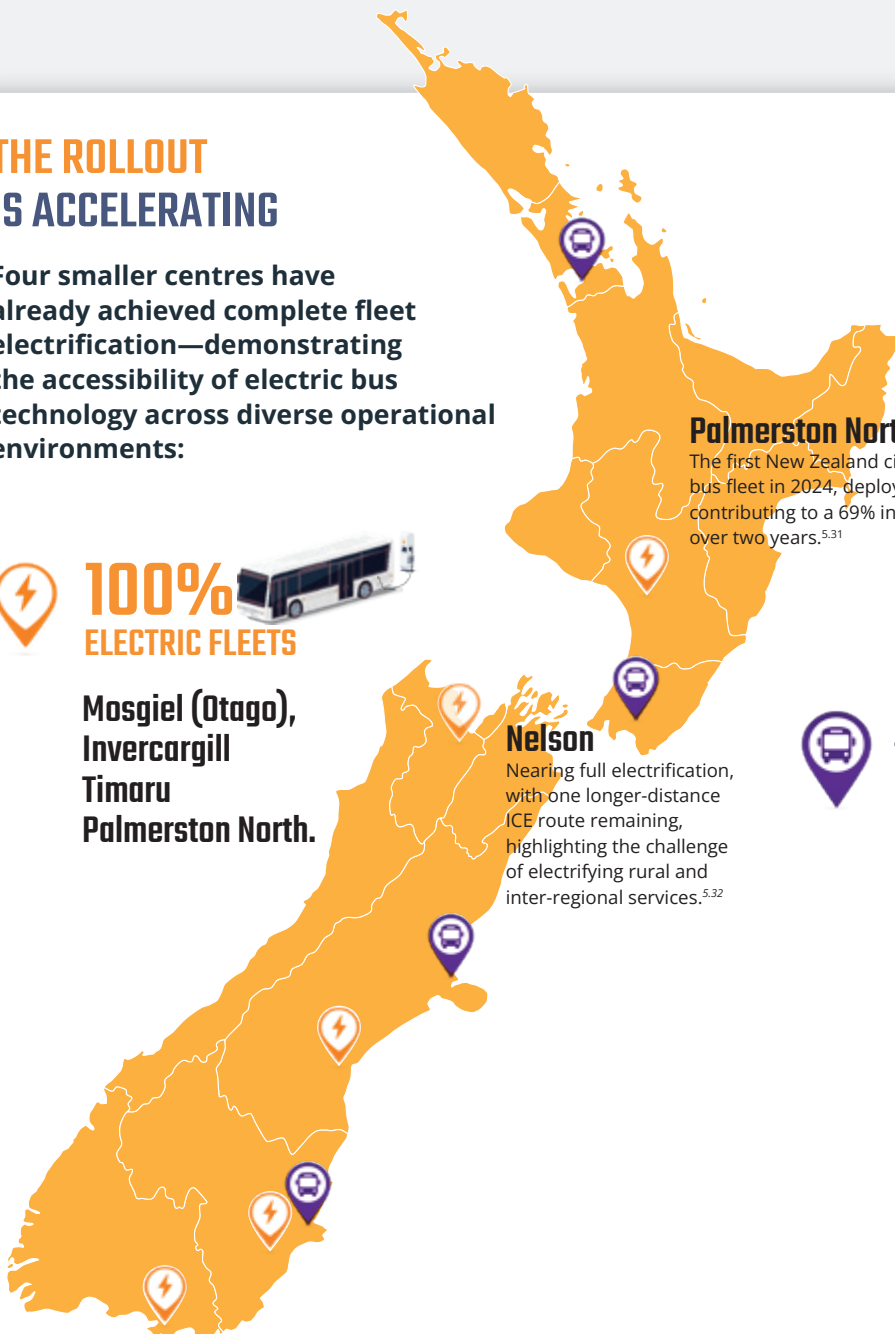 THE ROLLOUT
IS ACCELERATING
Four smaller centres have
already achieved complete fleet
electrification—demonstrating
the accessibility of electric bus
technology across diverse operational
environments:
100%
ELECTRIC FLEETS
Mosgiel (Otago),
Invercargill
Timaru
Palmerston North.
Palmerston Nort
The first New Zealand ci
bus fleet in 2024, deploy
contributing to a 69% in
over two years.5.31
Nelson
Nearing full electrification,
with one longer-distance
ICE route remaining,
highlighting the challenge
of electrifying rural and
inter-regional services.5.32